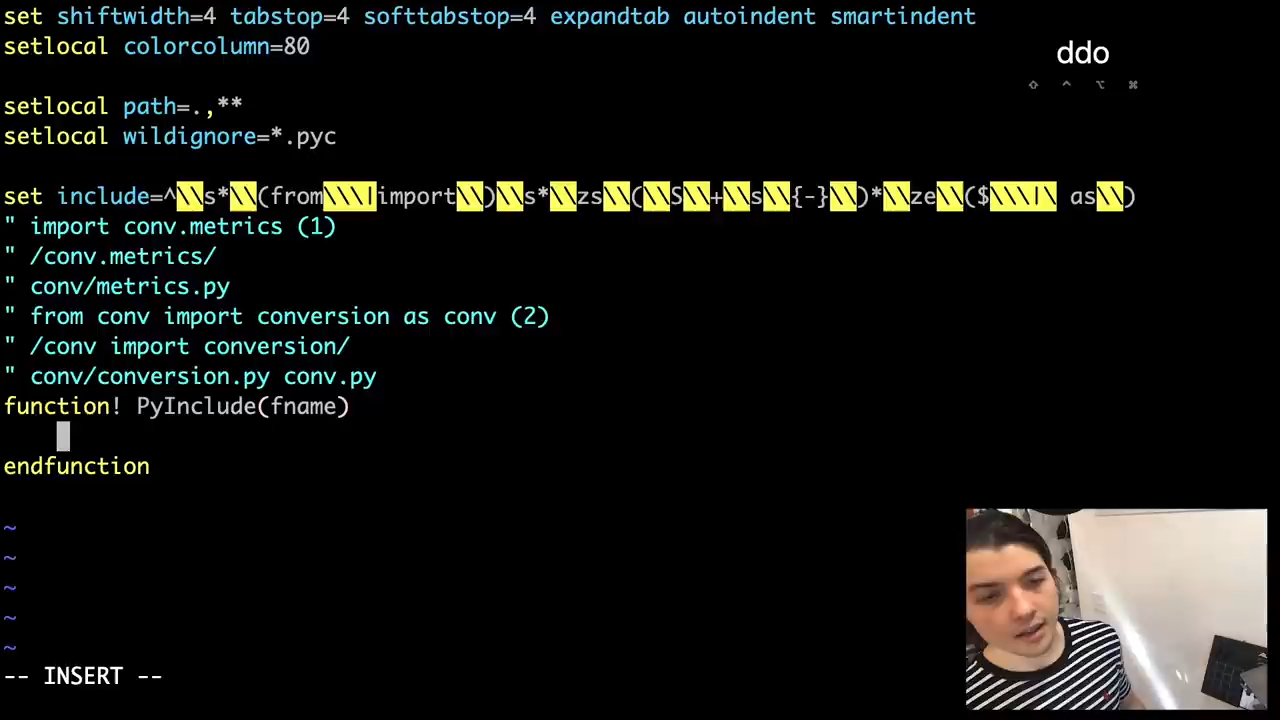 set shiftwidth=4 tabstop=4 softtabstop=4 expandtab autoindent smartindent
setlocal colorcolumn=80
ddo
⇧ ^ ⌥ ⌘
setlocal path=.,**
setlocal wildignore=*.pyc
set include=^\\s*\\(from\\\|import\\)\\s*\\zs\\(\\S\\+\\s\\{-}\\)*\\ze\\($\\\|\ as\\)
" import conv.metrics (1)
" /conv.metrics/
" conv/metrics.py
" from conv import conversion as conv (2)
" /conv import conversion/
" conv/conversion.py conv.py
function! PyInclude(fname)
endfunction
~
~
~
~
~
-- INSERT --